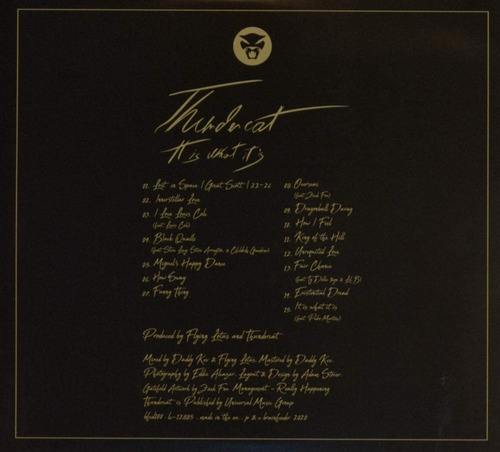 Thundercat
It is what it is
01. Lost in Space / Great Scott / 22-26
02. Interstellar Love
03. I Love Louis Cole
(feat. Louis Cole)
04. Black Qualls
(feat. Steve Lacy, Steve Arrington, & Childish Gambino)
05. Miguel's Happy Dance
06. How Sway
07. Funny Thing
08. Overseas
(feat. Zack Fox)
09. Dragonball Durag
10. How I Feel
11. King of the Hill
12. Unrequited Love
13. Fair Chance
(feat. Ty Dolla $ign & Lil B)
14. Existential Dread
15. It is what it is
(feat. Pedro Martins)
Produced by Flying Lotus and Thundercat
Mixed by Daddy Kev & Flying Lotus. Mastered by Daddy Kev.
Photography by Eddie Alcazar. Layout & Design by Adam Stover.
Gatefold Artwork by Zack Fox Management - Really Happening
Thundercat is Published by Universal Music Group
made in the eu - p & c brainfeeder 2020